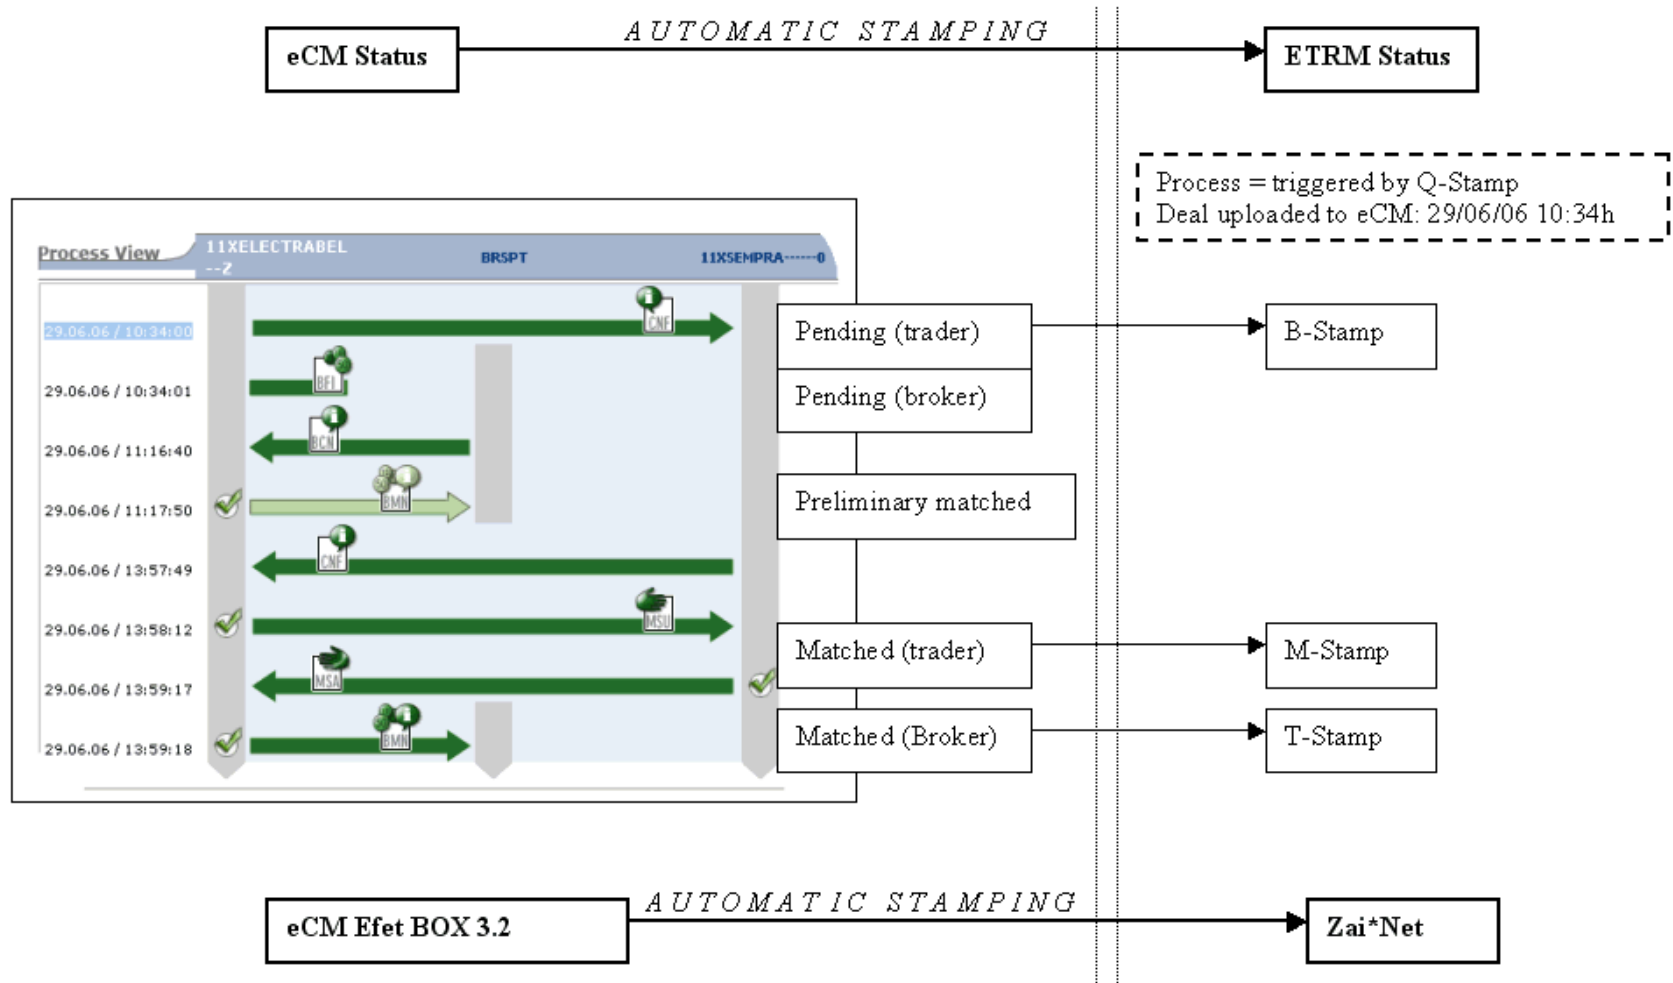 AUTOMATIC STAMPING
eCM Status
ETRM Status
Process = triggered by Q-Stamp
Deal uploaded to eCM: 29/06/06 10:34h
Process View
11XELECTRABEL
--Z
BRSPT
11XSEMPRA------0
29.06.06 / 10:34:00
CNF
Pending (trader)
B-Stamp
29.06.06 / 10:34:01
BFI
Pending (broker)
29.06.06 / 11:16:40
BCN
29.06.06 / 11:17:50
BMN
Preliminary matched
29.06.06 / 13:57:49
CNF
29.06.06 / 13:58:12
MSU
Matched (trader)
M-Stamp
29.06.06 / 13:59:17
MSA
29.06.06 / 13:59:18
BMN
Matched (Broker)
T-Stamp
AUTOMATIC STAMPING
eCM Efet BOX 3.2
Zai*Net